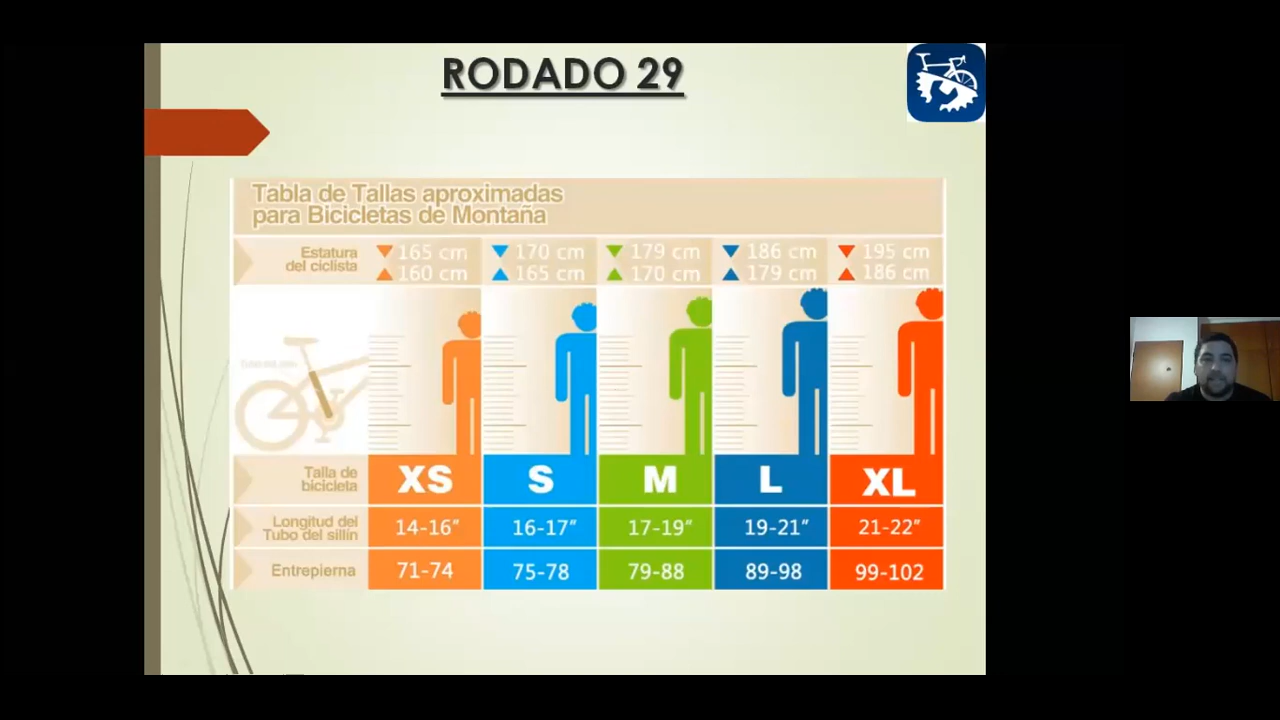 RODADO 29
Tabla de Tallas aproximadas
para Bicicletas de Montaña
Estatura
del ciclísta
165 cm
160 cm
170 cm
165 cm
179 cm
170 cm
186 cm
179 cm
195 cm
186 cm
Talla de
bicicleta
XS
S
M
L
XL
Longitud del
Tubo del sillín
14-16"
16-17"
17-19"
19-21"
21-22"
Entrepierna
71-74
75-78
79-88
89-98
99-102